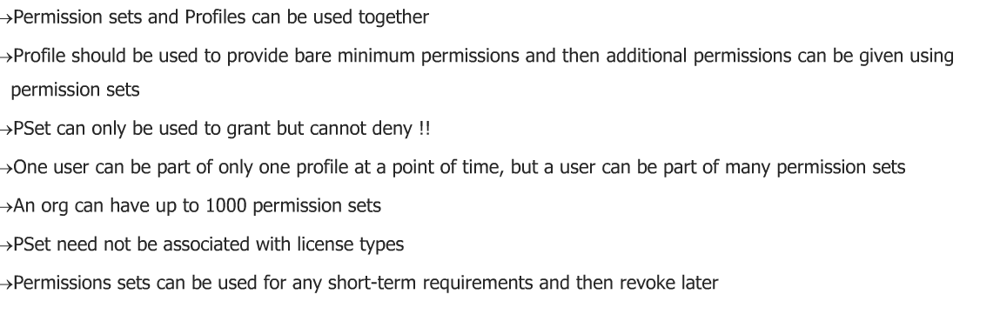 →Permission sets and Profiles can be used together
→Profile should be used to provide bare minimum permissions and then additional permissions can be given using
permission sets
→PSet can only be used to grant but cannot deny !!
→One user can be part of only one profile at a point of time, but a user can be part of many permission sets
→An org can have up to 1000 permission sets
→PSet need not be associated with license types
→Permissions sets can be used for any short-term requirements and then revoke later